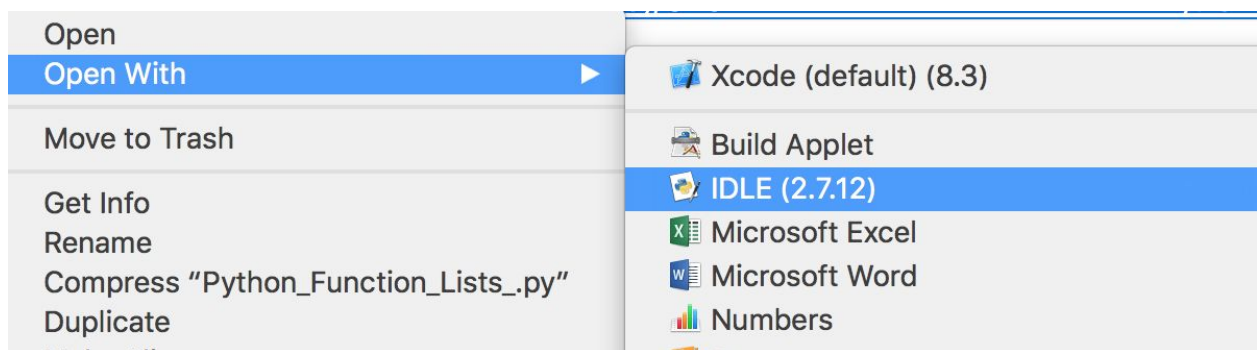 Open
Open With
Move to Trash
Get Info
Rename
Compress “Python_Function_Lists_.py”
Duplicate
Xcode (default) (8.3)
Build Applet
IDLE (2.7.12)
Microsoft Excel
Microsoft Word
Numbers